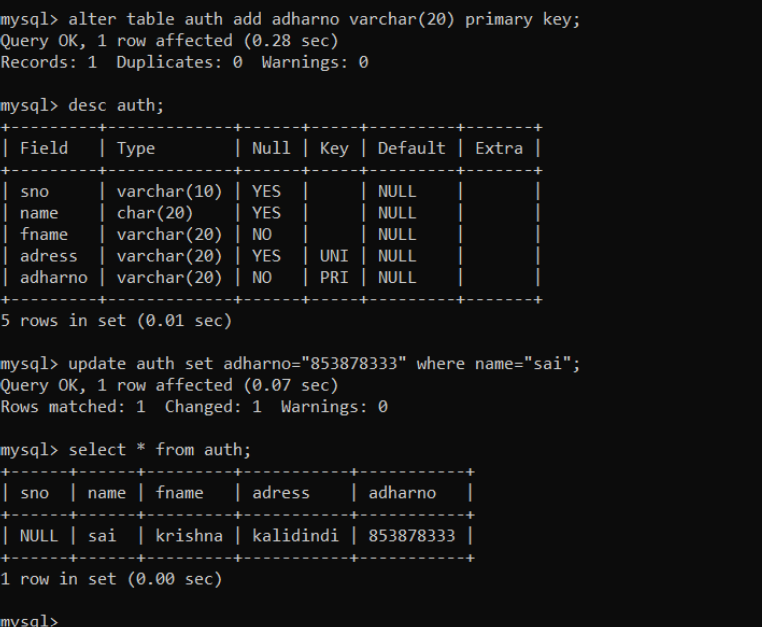 mysql> alter table auth add adharno varchar(20) primary key;
Query OK, 1 row affected (0.28 sec)
Records: 1  Duplicates: 0  Warnings: 0
mysql> desc auth;
+---------+-------------+------+-----+---------+-------+
| Field   | Type        | Null | Key | Default | Extra |
+---------+-------------+------+-----+---------+-------+
| sno     | varchar(10) | YES  |     | NULL    |       |
| name    | char(20)    | YES  |     | NULL    |       |
| fname   | varchar(20) | NO   |     | NULL    |       |
| adress  | varchar(20) | YES  | UNI | NULL    |       |
| adharno | varchar(20) | NO   | PRI | NULL    |       |
+---------+-------------+------+-----+---------+-------+
5 rows in set (0.01 sec)
mysql> update auth set adharno="853878333" where name="sai";
Query OK, 1 row affected (0.07 sec)
Rows matched: 1  Changed: 1  Warnings: 0
mysql> select * from auth;
+------+------+---------+-----------+-----------+
| sno  | name | fname   | adress    | adharno   |
+------+------+---------+-----------+-----------+
| NULL | sai  | krishna | kalidindi | 853878333 |
+------+------+---------+-----------+-----------+
1 row in set (0.00 sec)
mysql>